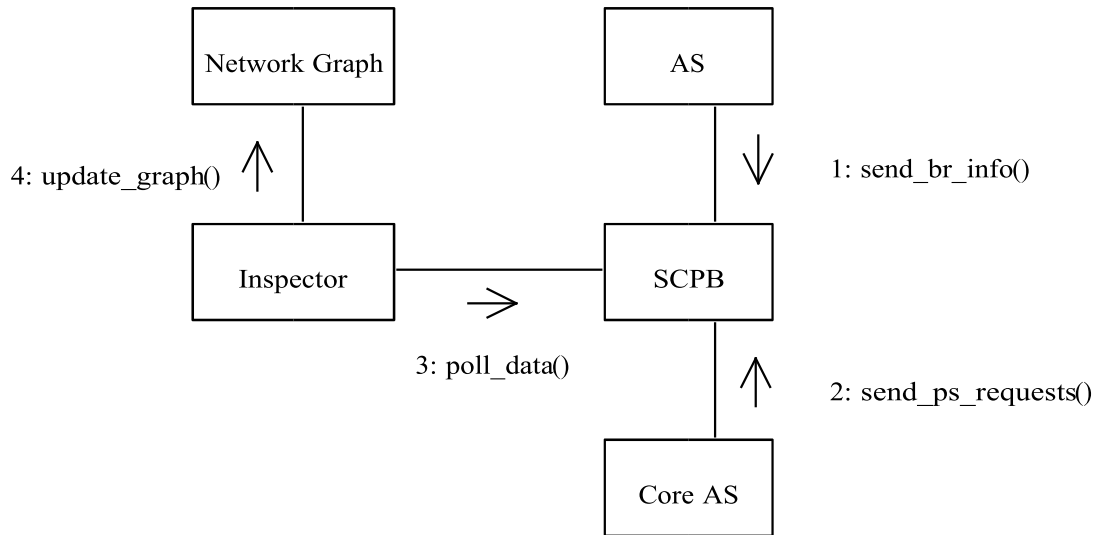 Network Graph
AS
4: update_graph()
1: send_br_info()
Inspector
SCPB
3: poll_data()
2: send_ps_requests()
Core AS